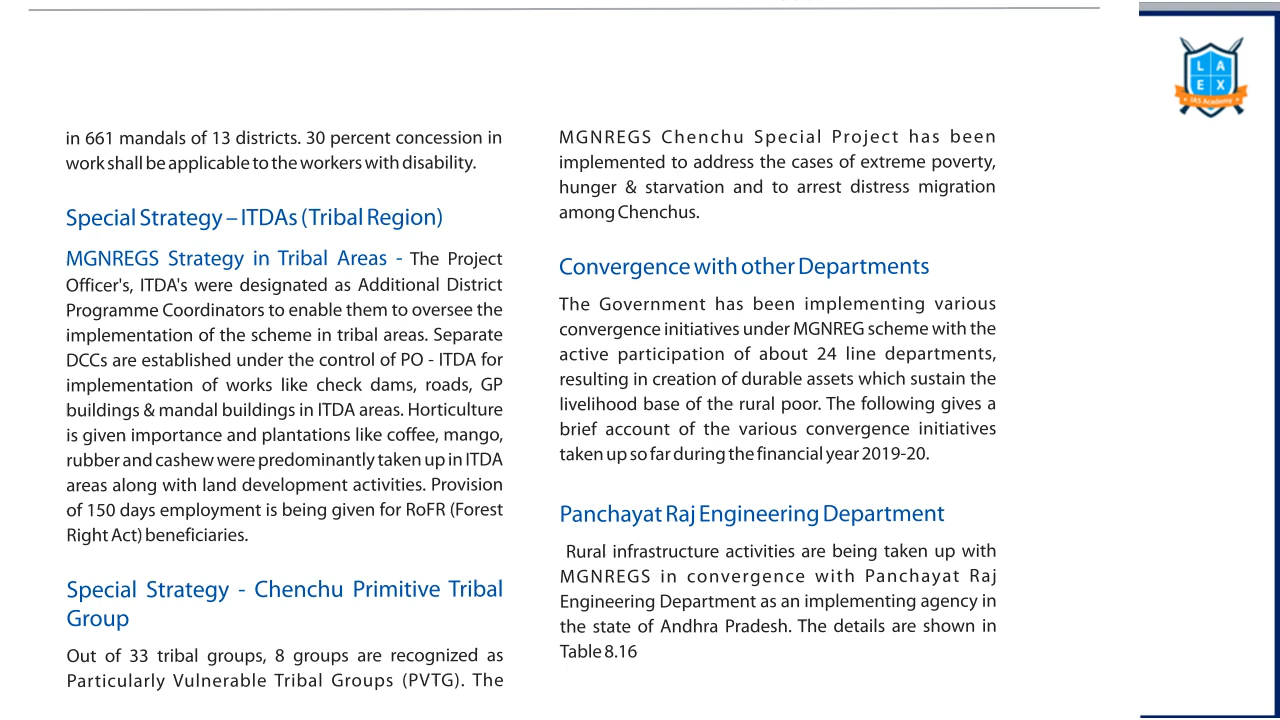 in 661 mandals of 13 districts. 30 percent concession in
work shall be applicable to the workers with disability.
Special Strategy – ITDAs (Tribal Region)
MGNREGS Strategy in Tribal Areas - The Project
Officer's, ITDA's were designated as Additional District
Programme Coordinators to enable them to oversee the
implementation of the scheme in tribal areas. Separate
DCCs are established under the control of PO - ITDA for
implementation of works like check dams, roads, GP
buildings & mandal buildings in ITDA areas. Horticulture
is given importance and plantations like coffee, mango,
rubber and cashew were predominantly taken up in ITDA
areas along with land development activities. Provision
of 150 days employment is being given for RoFR (Forest
Right Act) beneficiaries.
Special Strategy - Chenchu Primitive Tribal
Group
Out of 33 tribal groups, 8 groups are recognized as
Particularly Vulnerable Tribal Groups (PVTG). The
MGNREGS Chenchu Special Project has been
implemented to address the cases of extreme poverty,
hunger & starvation and to arrest distress migration
among Chenchus.
Convergence with other Departments
The Government has been implementing various
convergence initiatives under MGNREG scheme with the
active participation of about 24 line departments,
resulting in creation of durable assets which sustain the
livelihood base of the rural poor. The following gives a
brief account of the various convergence initiatives
taken up so far during the financial year 2019-20.
Panchayat Raj Engineering Department
Rural infrastructure activities are being taken up with
MGNREGS in convergence with Panchayat Raj
Engineering Department as an implementing agency in
the state of Andhra Pradesh. The details are shown in
Table 8.16
L A
E X
IAS Academy